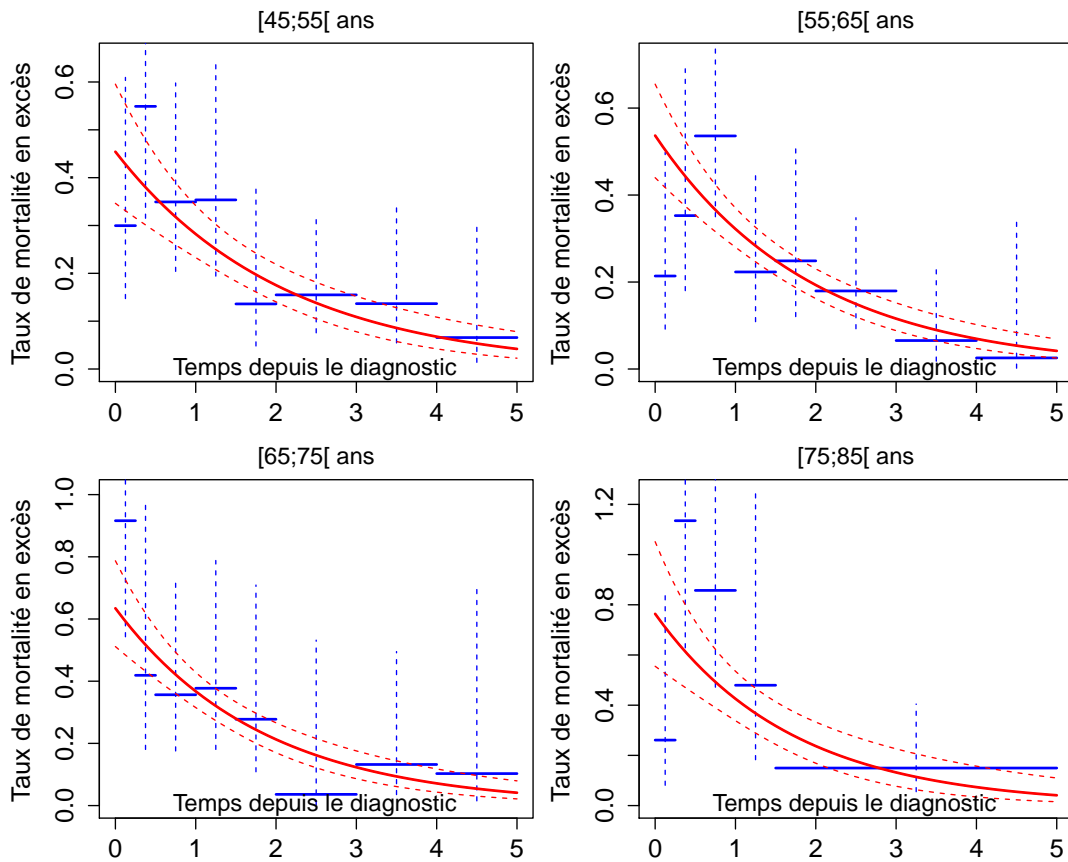 [45;55[ ans
Taux de mortalité en excès
0.0 0.2 0.4 0.6
Temps depuis le diagnostic
0 1 2 3 4 5
[55;65[ ans
Taux de mortalité en excès
0.0 0.2 0.4 0.6
Temps depuis le diagnostic
0 1 2 3 4 5
[65;75[ ans
Taux de mortalité en excès
0.0 0.2 0.4 0.6 0.8 1.0
Temps depuis le diagnostic
0 1 2 3 4 5
[75;85[ ans
Taux de mortalité en excès
0.0 0.4 0.8 1.2
Temps depuis le diagnostic
0 1 2 3 4 5